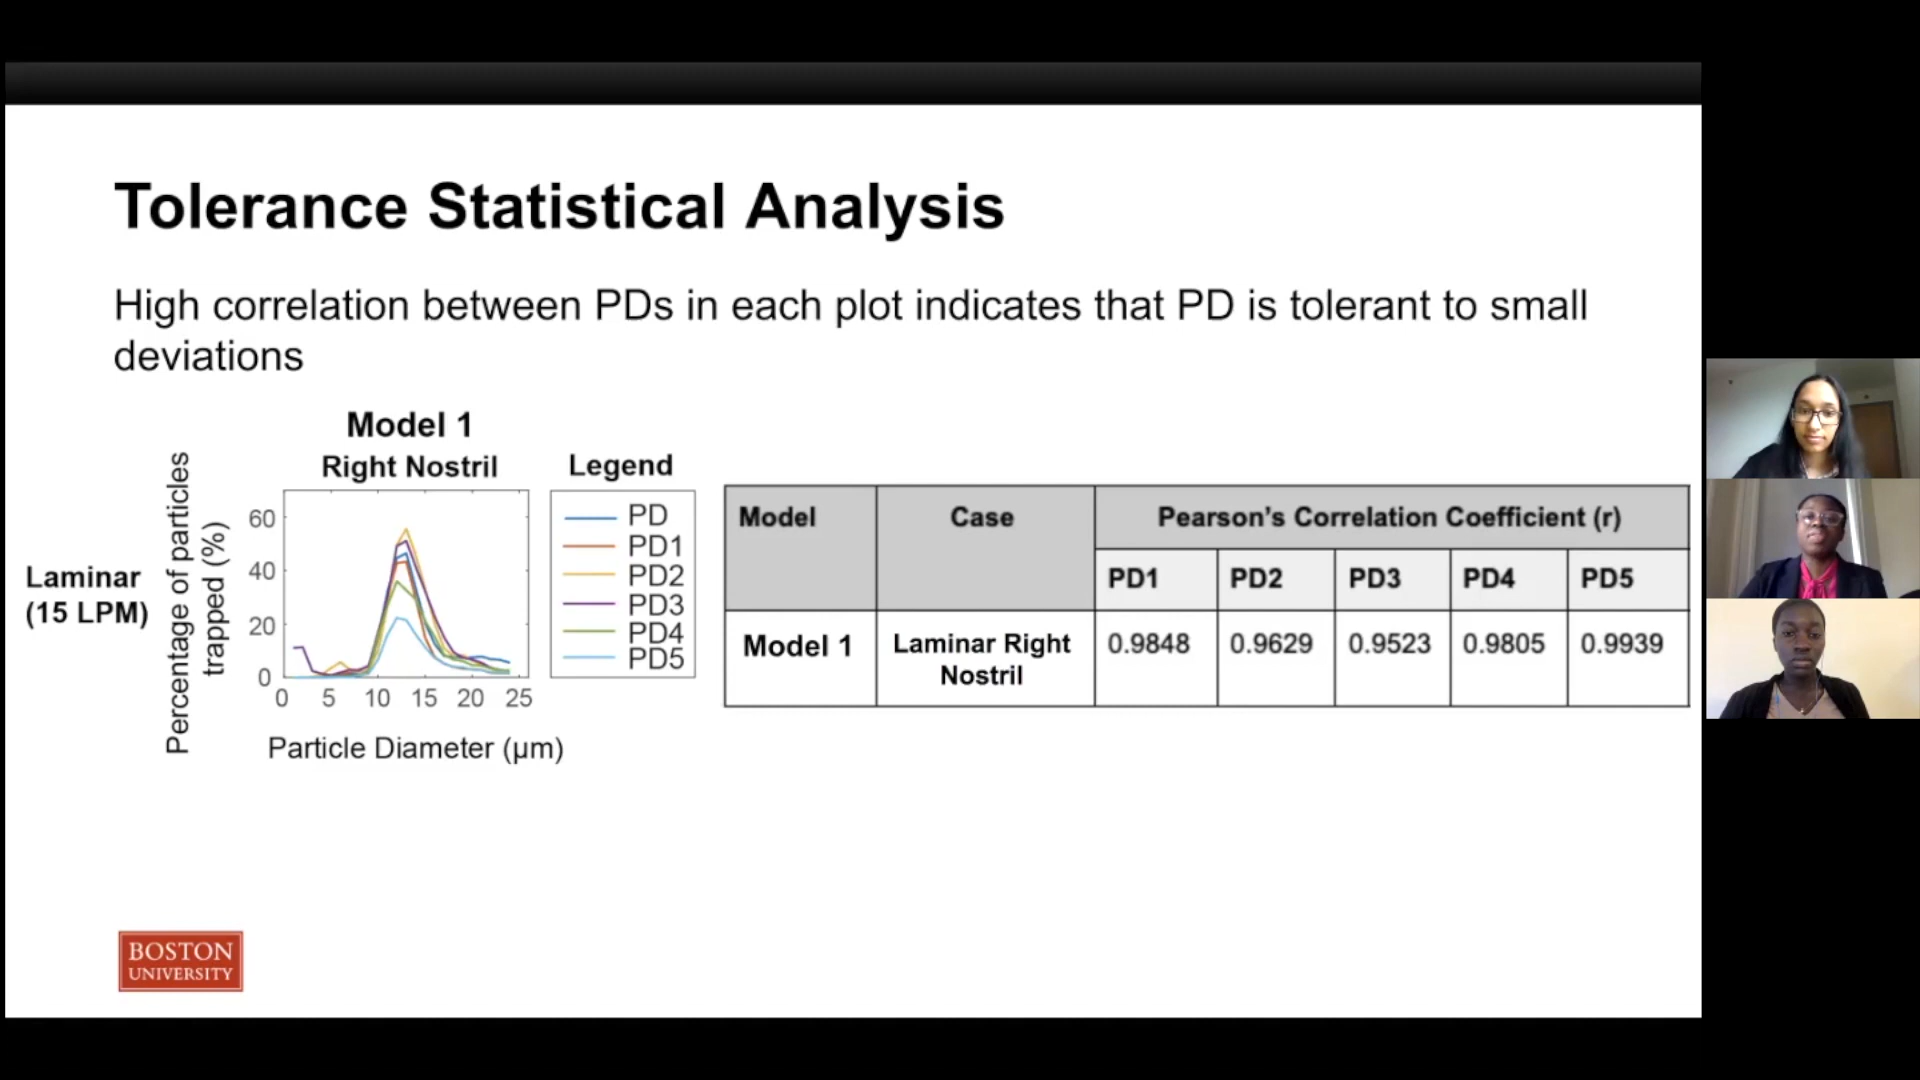 Tolerance Statistical Analysis
High correlation between PDs in each plot indicates that PD is tolerant to small
deviations
Model 1
Right Nostril
Legend
Laminar
(15 LPM)
Percentage of particles
trapped (%)
60
40
20
0
0 5 10 15 20 25
Particle Diameter (μm)
PD
PD1
PD2
PD3
PD4
PD5
Model Case Pearson's Correlation Coefficient (r)
PD1 PD2 PD3 PD4 PD5
Model 1 Laminar Right 0.9848 0.9629 0.9523 0.9805 0.9939
Nostril
BOSTON
UNIVERSITY